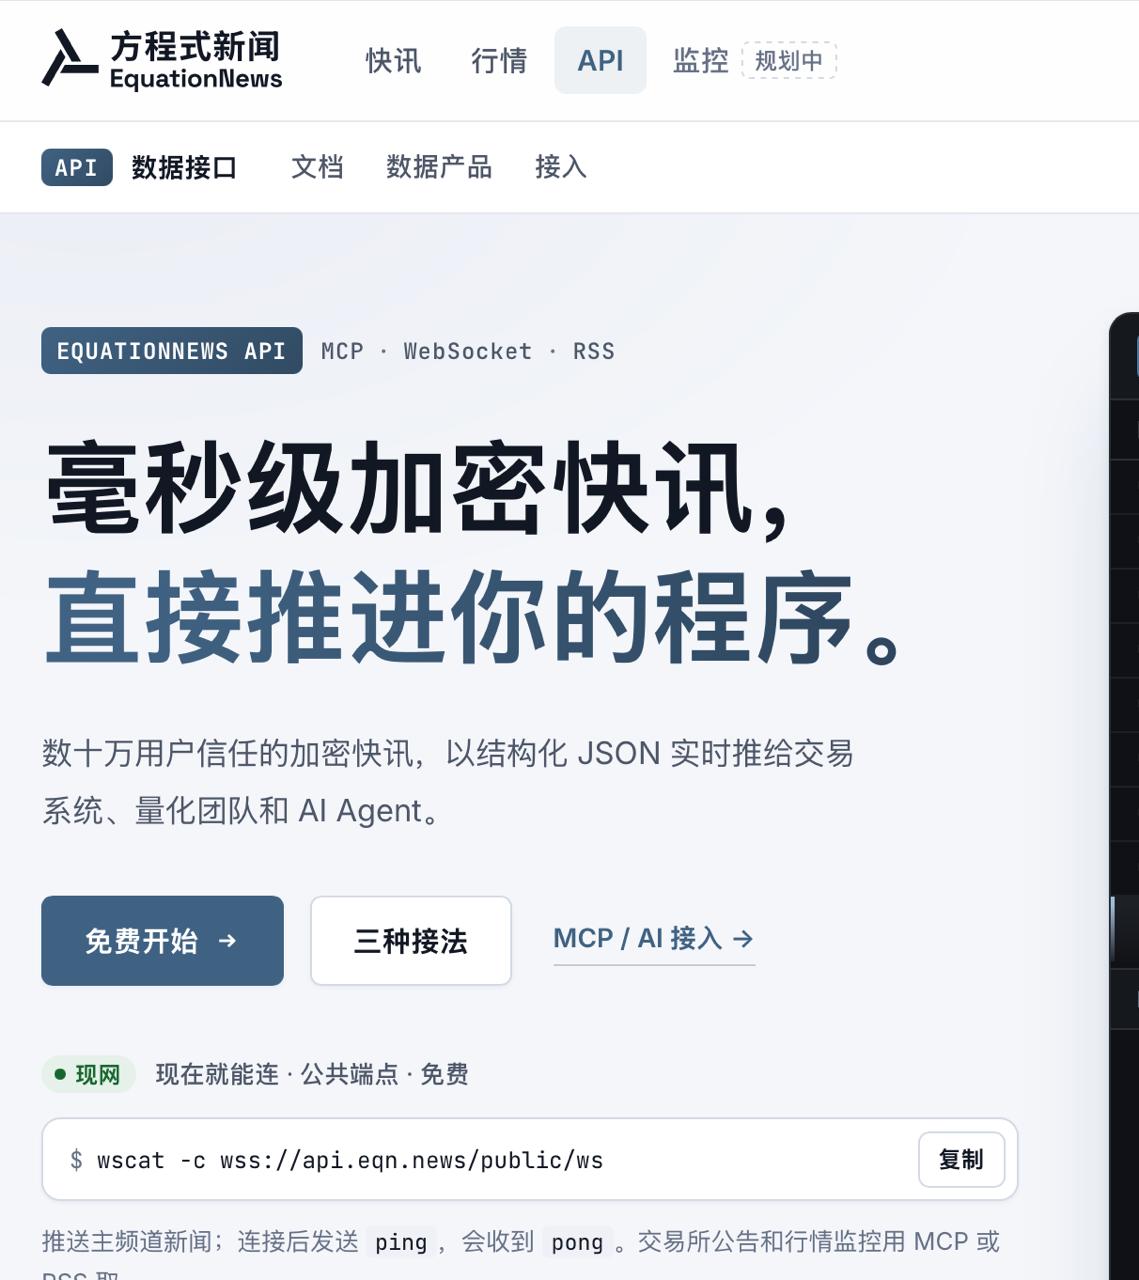 方程式新闻
EquationNews
快讯 行情 API 监控 规划中
API 数据接口 文档 数据产品 接入
EQUATIONNEWS API MCP · WebSocket · RSS
毫秒级加密快讯，
直接推进你的程序。
数十万用户信任的加密快讯，以结构化 JSON 实时推给交易
系统、量化团队和 AI Agent。
免费开始 → 三种接法 MCP / AI 接入 →
现网 现在就能连 · 公共端点 · 免费
$ wscat -c wss://api.eqn.news/public/ws 复制
推送主频道新闻；连接后发送 ping ，会收到 pong 。交易所公告和行情监控用 MCP 或
RSS 取